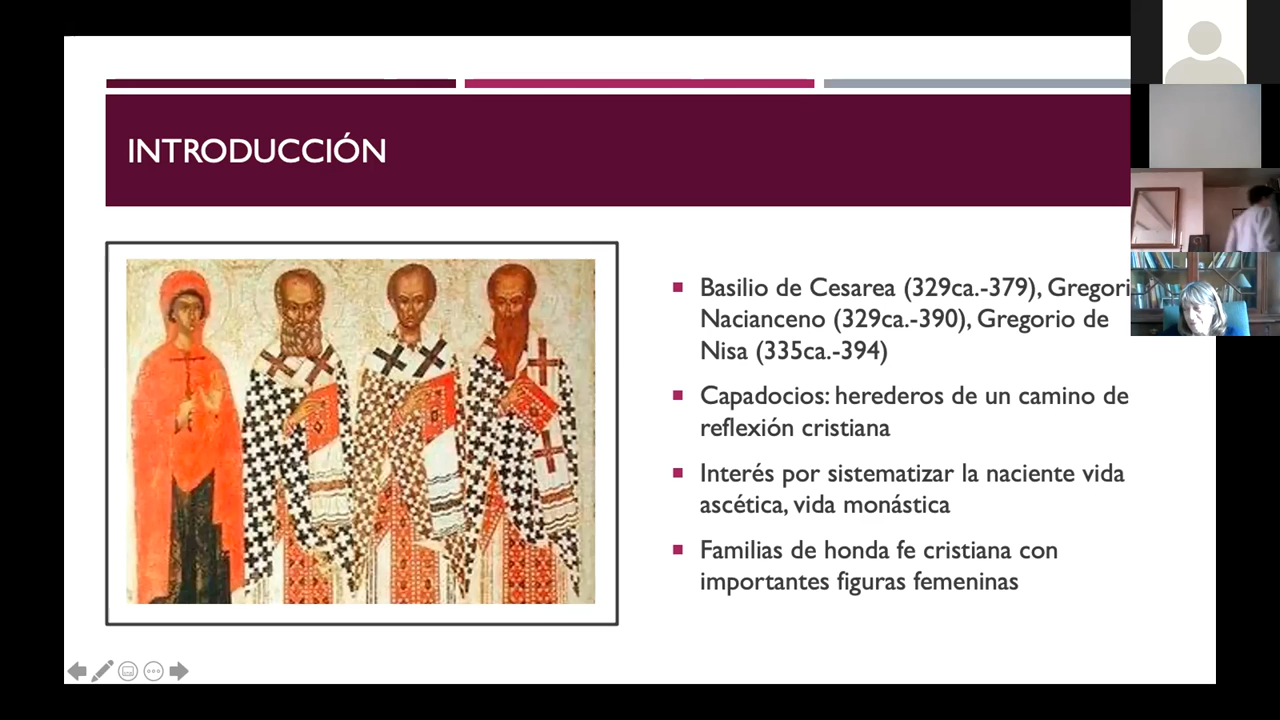 INTRODUCCIÓN
Basilio de Cesarea (329ca.-379), Gregori
Nacianceno (329ca.-390), Gregorio de
Nisa (335ca.-394)
Capadocios: herederos de un camino de
reflexión cristiana
Interés por sistematizar la naciente vida
ascética, vida monástica
Familias de honda fe cristiana con
importantes figuras femeninas